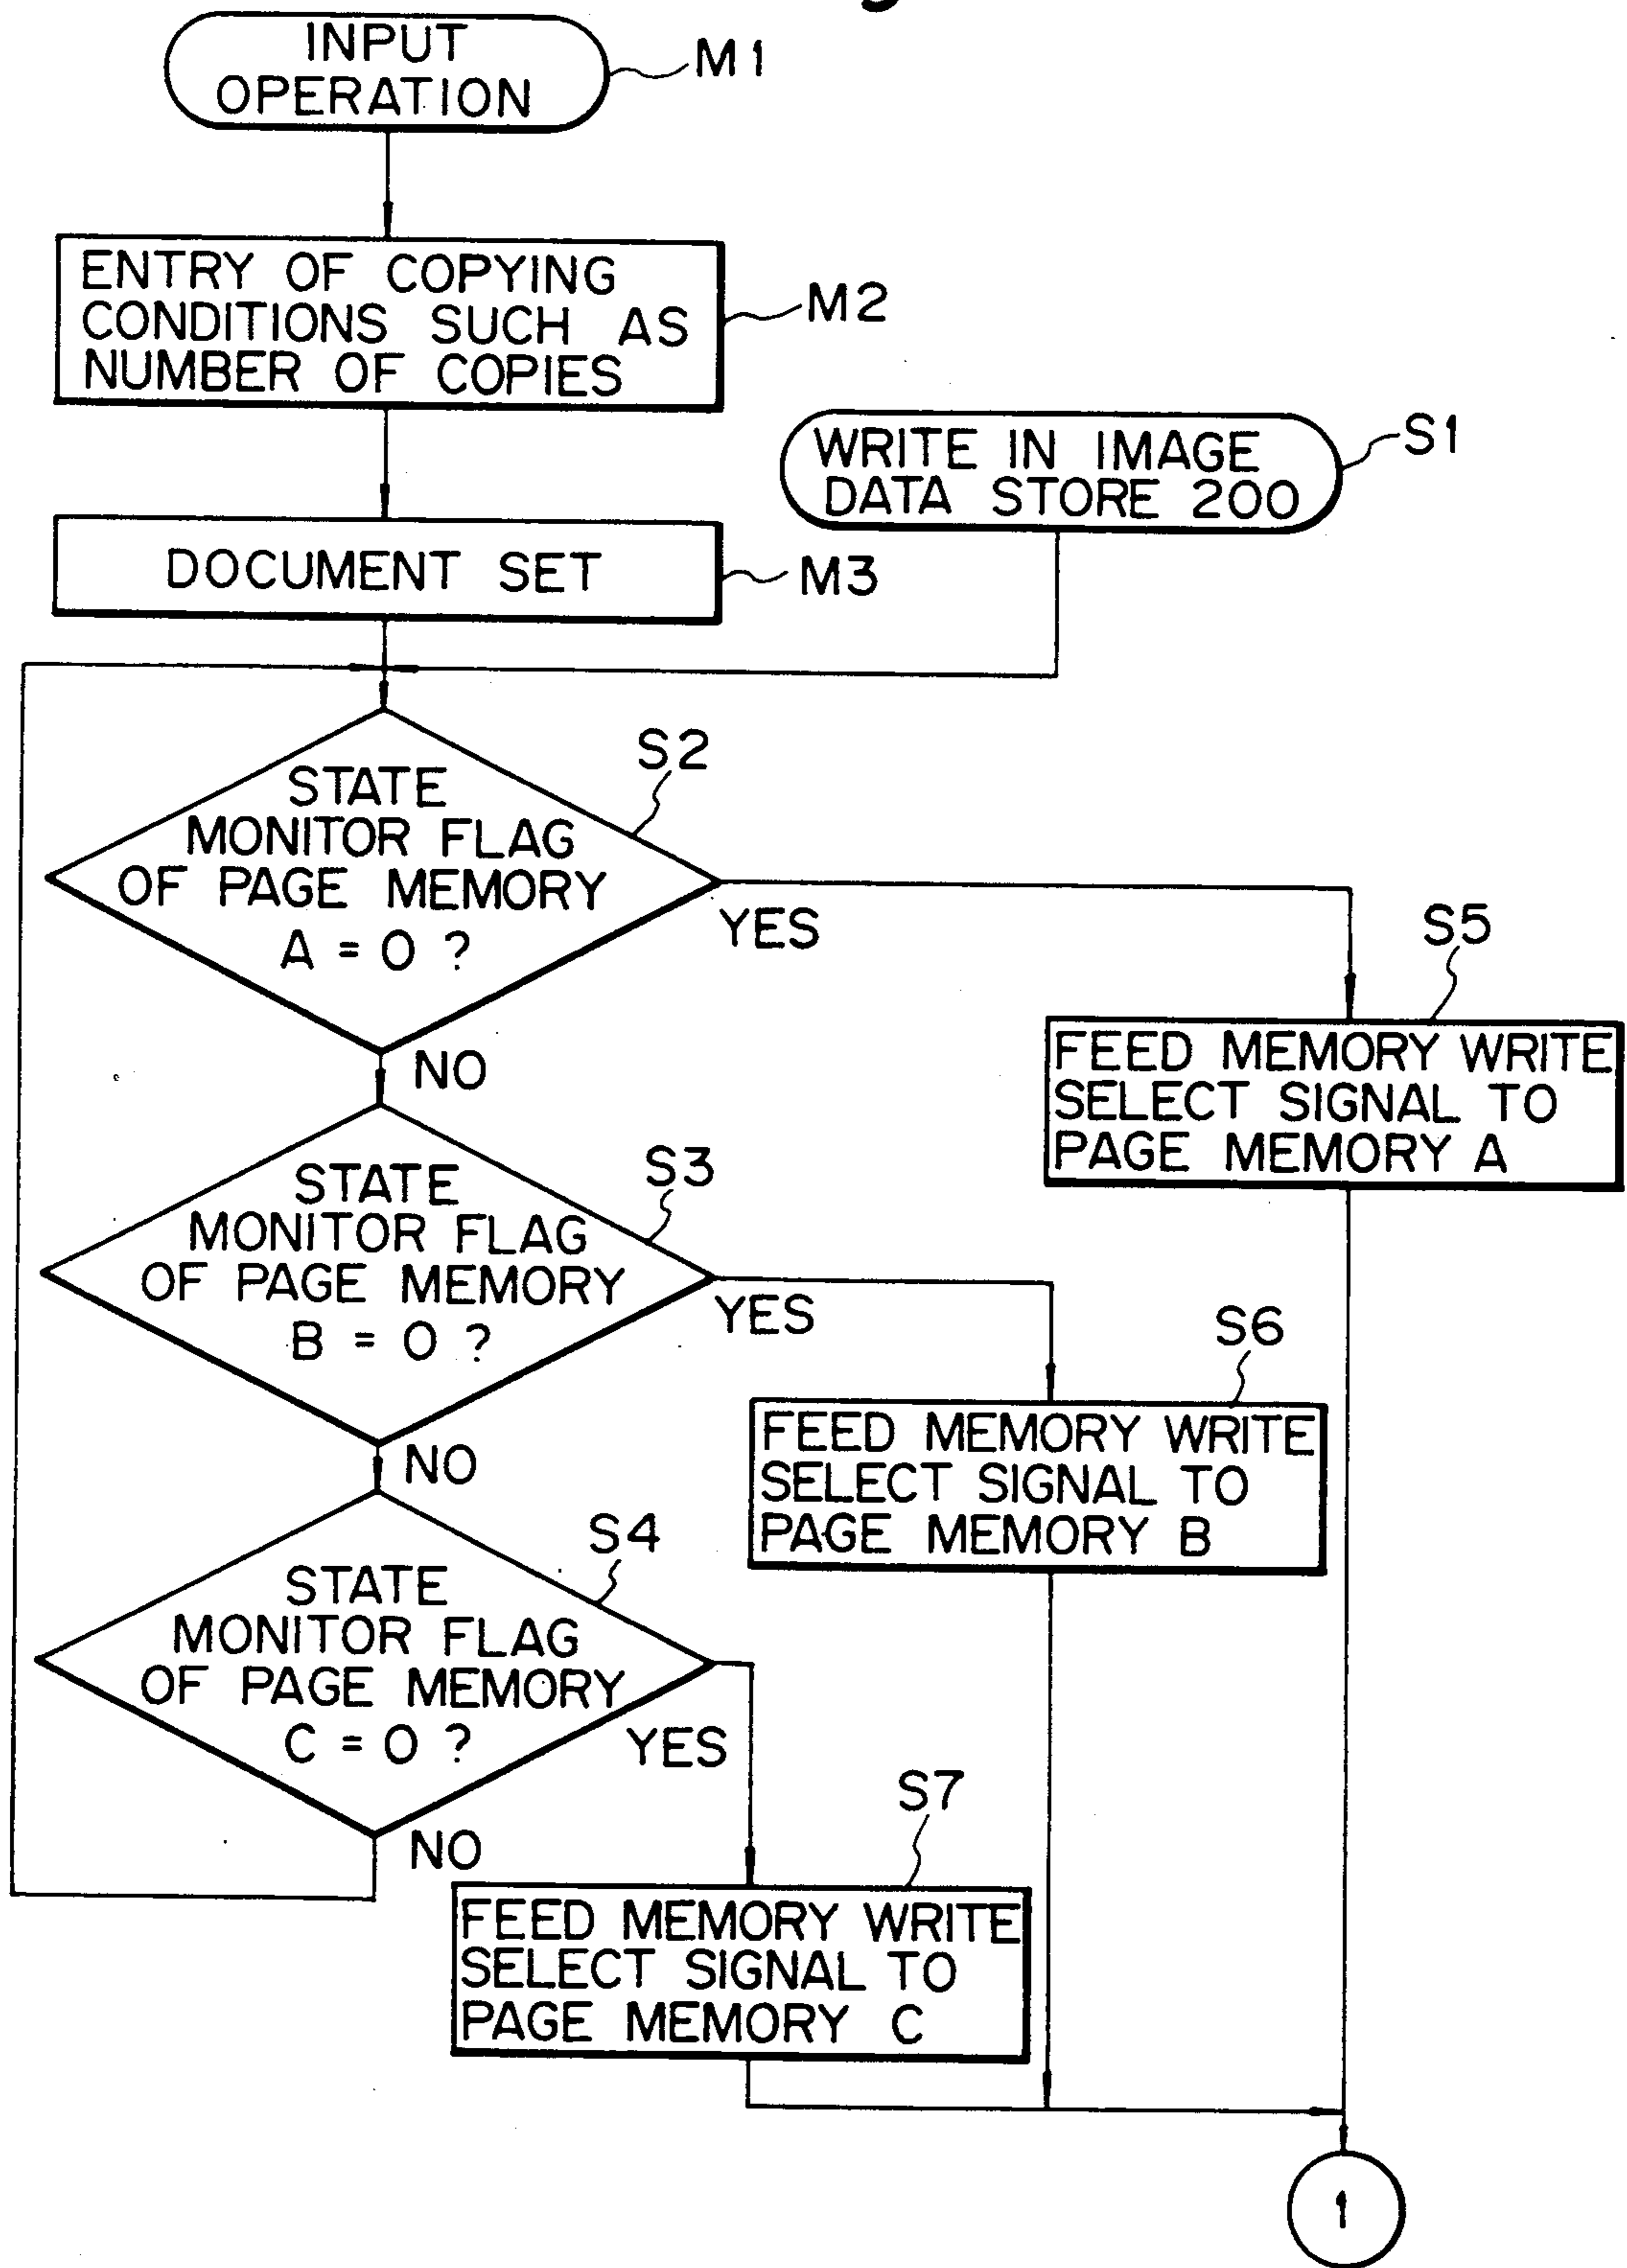 INPUT
OPERATION
M1
ENTRY OF COPYING
CONDITIONS SUCH AS
NUMBER OF COPIES
M2
WRITE IN IMAGE
DATA STORE 200
S1
DOCUMENT SET
M3
STATE
MONITOR FLAG
OF PAGE MEMORY
A = 0 ?
S2
YES
NO
S5
FEED MEMORY WRITE
SELECT SIGNAL TO
PAGE MEMORY A
STATE
MONITOR FLAG
OF PAGE MEMORY
B = 0 ?
S3
YES
NO
S6
FEED MEMORY WRITE
SELECT SIGNAL TO
PAGE MEMORY B
STATE
MONITOR FLAG
OF PAGE MEMORY
C = 0 ?
S4
YES
NO
S7
FEED MEMORY WRITE
SELECT SIGNAL TO
PAGE MEMORY C
1